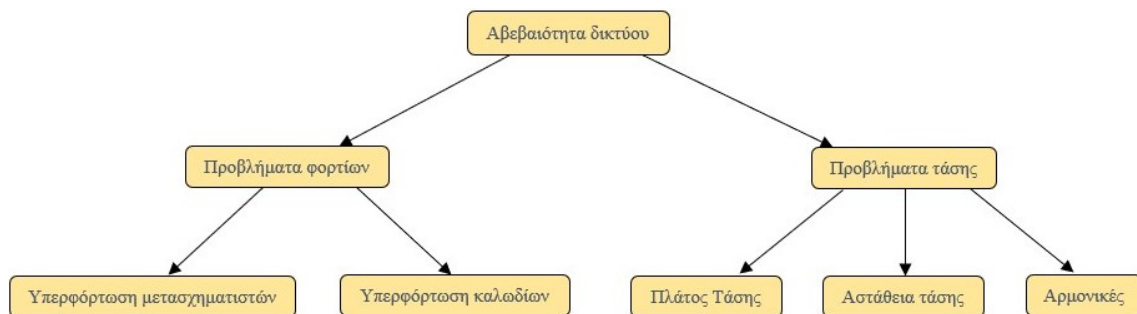 Αβεβαιότητα δικτύου
Προβλήματα φορτίων
Προβλήματα τάσης
Υπερφόρτωση μετασχηματιστών
Υπερφόρτωση καλωδίων
Πλάτος Τάσης
Αστάθεια τάσης
Αρμονικές